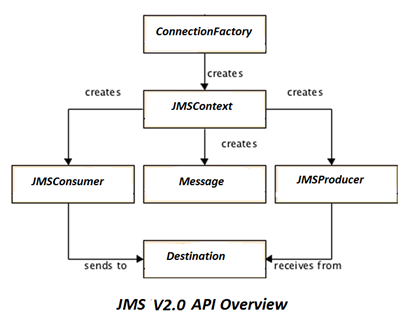 ConnectionFactory
creates
creates
creates
JMSContext
creates
JMSConsumer
Message
JMSProducer
sends to
Destination
receives from
JMS V2.0 API Overview